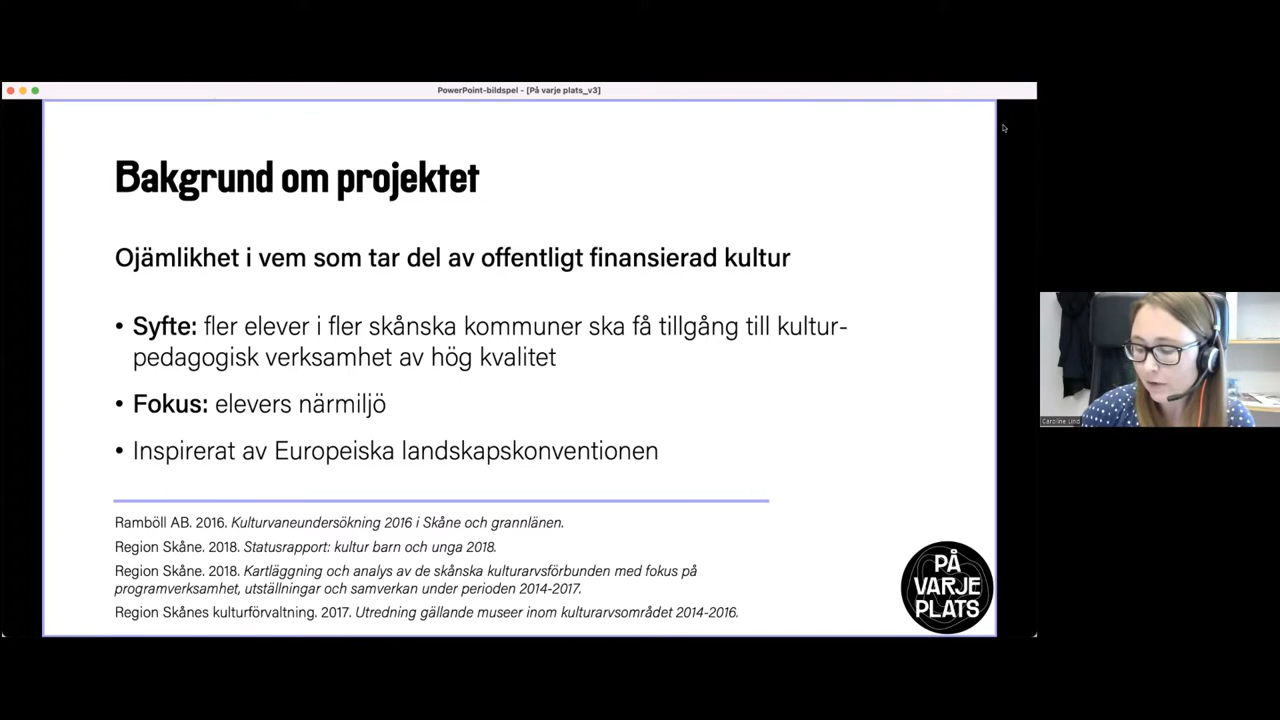 PowerPoint-bildspel - [På varje plats_v3]
Bakgrund om projektet
Ojämlikhet i vem som tar del av offentligt finansierad kultur
• Syfte: fler elever i fler skånska kommuner ska få tillgång till kultur-
pedagogisk verksamhet av hög kvalitet
• Fokus: elevers närmiljö
• Inspirerat av Europeiska landskapskonventionen
Ramböll AB. 2016. Kulturvaneundersökning 2016 i Skåne och grannlänen.
Region Skåne. 2018. Statusrapport: kultur barn och unga 2018.
Region Skåne. 2018. Kartläggning och analys av de skånska kulturarvsförbunden med fokus på
programverksamhet, utställningar och samverkan under perioden 2014-2017.
Region Skånes kulturförvaltning. 2017. Utredning gällande museer inom kulturarvsområdet 2014-2016.
PÅ
VARJE
PLATS
Caroline Lind